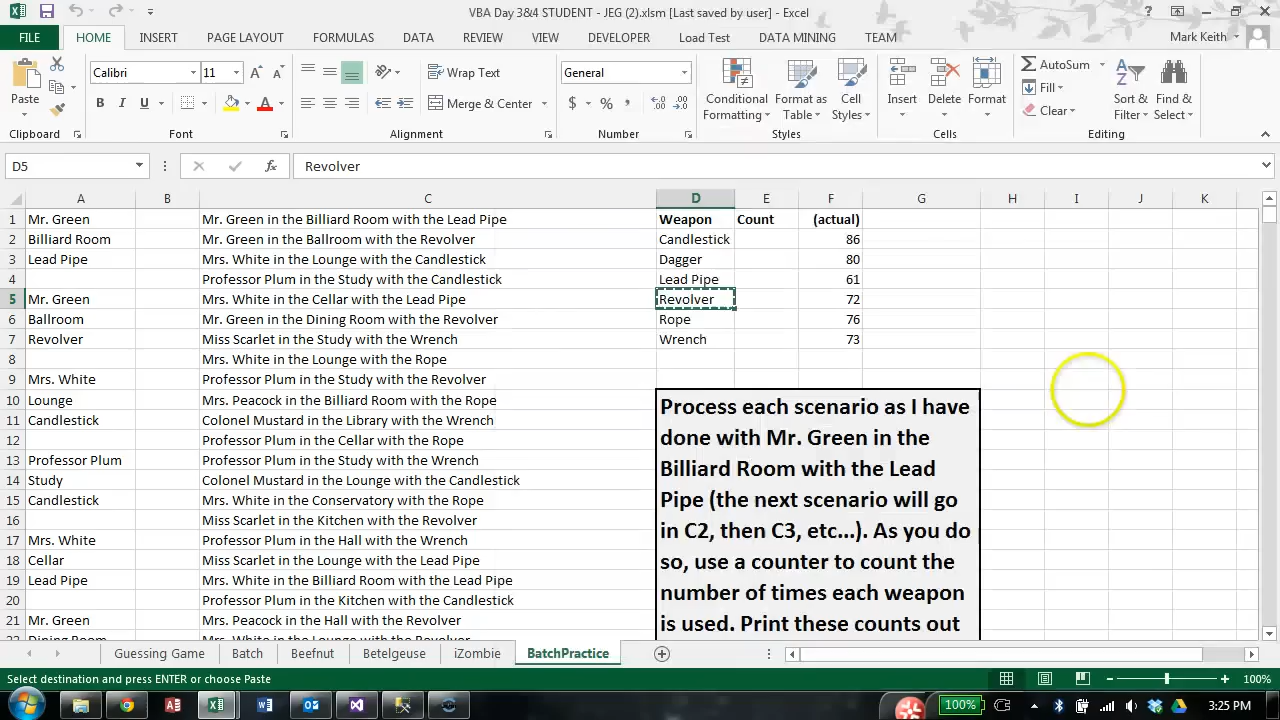 VBA Day 3&4 STUDENT - JEG (2).xlsm [Last saved by user] - Excel
FILE HOME INSERT PAGE LAYOUT FORMULAS DATA REVIEW VIEW DEVELOPER Load Test DATA MINING TEAM Mark Keith
Paste
Clipboard
Calibri 11
B I U
Font
Wrap Text
Merge & Center
Alignment
General
$ % ,
Number
Conditional Formatting
Format as Table
Cell Styles
Styles
Insert Delete Format
Cells
AutoSum
Fill
Clear
Sort & Filter
Find & Select
Editing
D5 fx Revolver
A B C D E F G H I J K
1 Mr. Green Mr. Green in the Billiard Room with the Lead Pipe Weapon Count (actual)
2 Billiard Room Mr. Green in the Ballroom with the Revolver Candlestick 86
3 Lead Pipe Mrs. White in the Lounge with the Candlestick Dagger 80
4 Professor Plum in the Study with the Candlestick Lead Pipe 61
5 Mr. Green Mrs. White in the Cellar with the Lead Pipe Revolver 72
6 Ballroom Mr. Green in the Dining Room with the Revolver Rope 76
7 Revolver Miss Scarlet in the Study with the Wrench Wrench 73
8 Mrs. White in the Lounge with the Rope
9 Mrs. White Professor Plum in the Study with the Revolver
10 Lounge Mrs. Peacock in the Billiard Room with the Rope
11 Candlestick Colonel Mustard in the Library with the Wrench
12 Professor Plum in the Cellar with the Rope
13 Professor Plum Professor Plum in the Study with the Wrench
14 Study Colonel Mustard in the Lounge with the Candlestick
15 Candlestick Mrs. White in the Conservatory with the Rope
16 Miss Scarlet in the Kitchen with the Revolver
17 Mrs. White Professor Plum in the Hall with the Wrench
18 Cellar Miss Scarlet in the Lounge with the Lead Pipe
19 Lead Pipe Mrs. White in the Billiard Room with the Lead Pipe
20 Professor Plum in the Kitchen with the Candlestick
21 Mr. Green Mrs. Peacock in the Hall with the Revolver
22 Dining Room Mrs. White in the Lounge with the Revolver
Process each scenario as I have
done with Mr. Green in the
Billiard Room with the Lead
Pipe (the next scenario will go
in C2, then C3, etc...). As you do
so, use a counter to count the
number of times each weapon
is used. Print these counts out
Guessing Game Batch Beefnut Betelgeuse iZombie BatchPractice
Select destination and press ENTER or choose Paste 100%
100% 3:25 PM